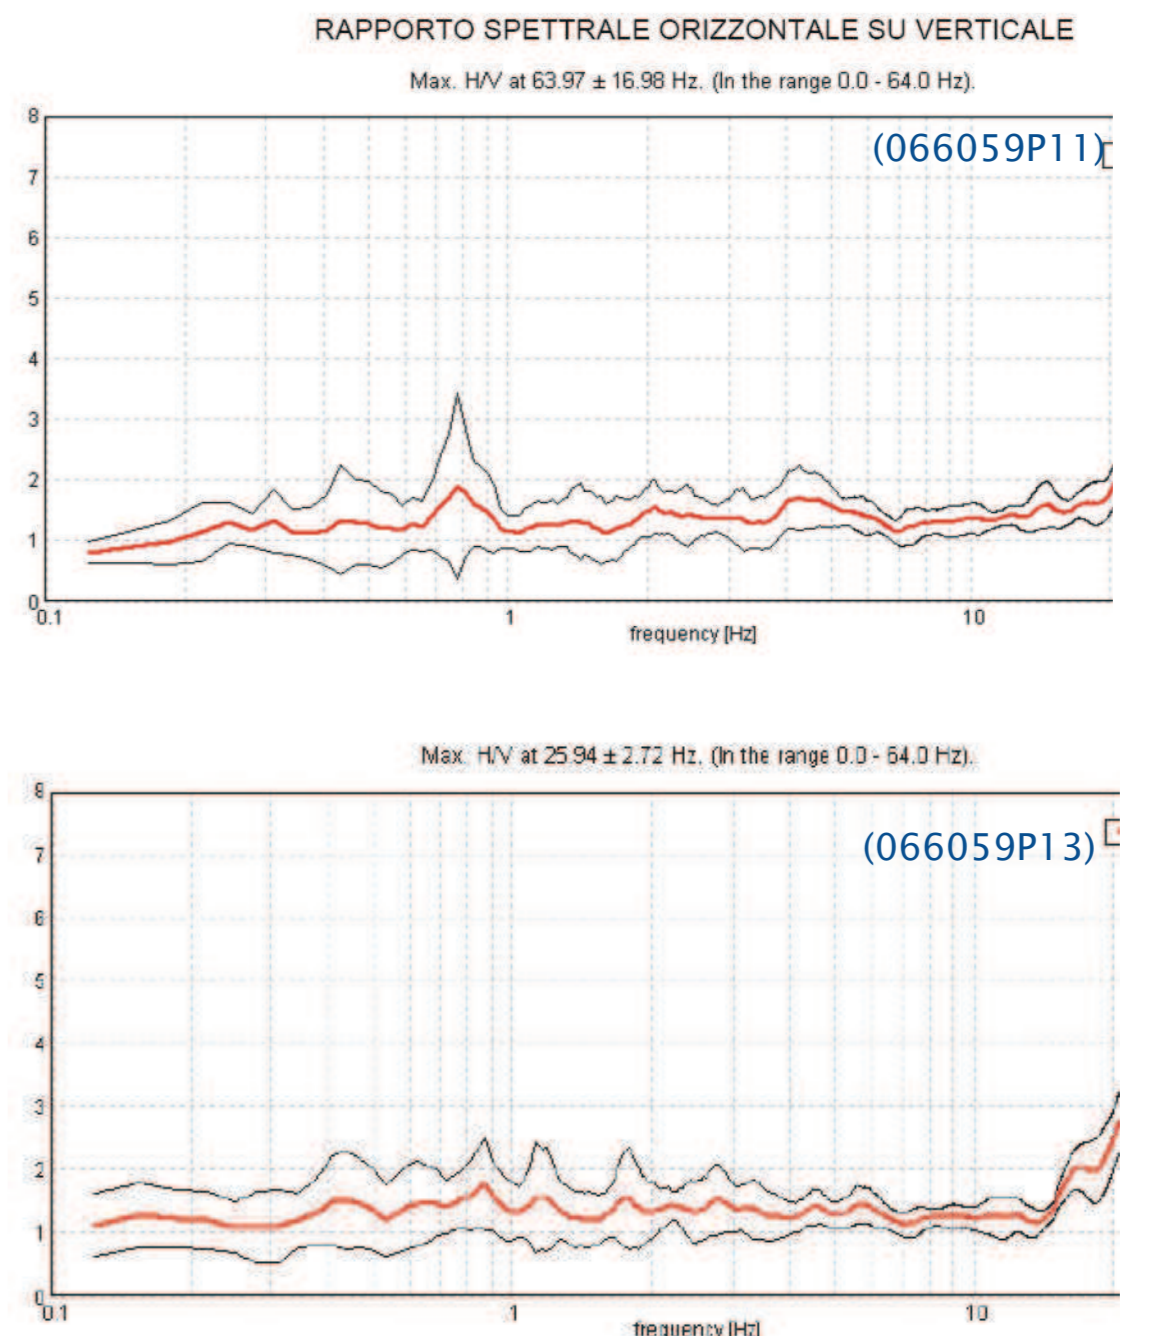 RAPPORTO SPETTRALE ORIZZONTALE SU VERTICALE
Max. H/V at 63.97 ± 16.98 Hz. (In the range 0.0 - 64.0 Hz).
(066059P11)
8
7
6
5
4
3
2
1
0
0.1 1 10
frequency [Hz]
Max. H/V at 25.94 ± 2.72 Hz. (In the range 0.0 - 64.0 Hz).
(066059P13)
8
7
6
5
4
3
2
1
0
0.1 1 10
frequency [Hz]